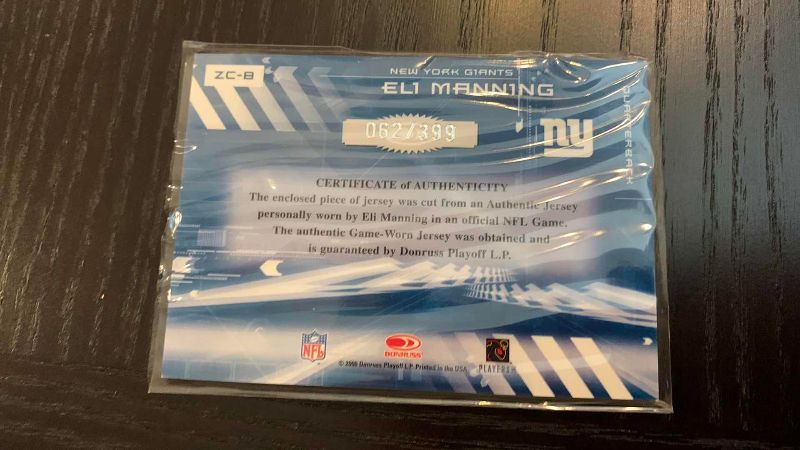 ZC-8
NEW YORK GIANTS
ELI MANNING
QUARTERBACK
062/399
ny
CERTIFICATE of AUTHENTICITY
The enclosed piece of jersey was cut from an Authentic Jersey
personally worn by Eli Manning in an official NFL Game.
The authentic Game-Worn Jersey was obtained and
is guaranteed by Donruss Playoff L.P.
NFL
DONRUSS
PLAYERS
© 2005 Donruss Playoff L.P. Printed in the USA